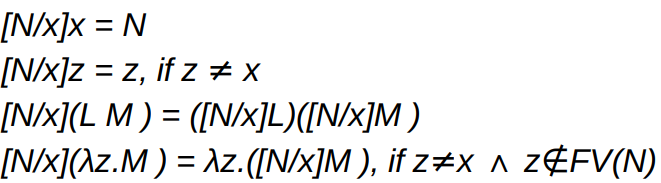 [N/x]x = N
[N/x]z = z, if z ≠ x
[N/x](L M ) = ([N/x]L)([N/x]M )
[N/x](λz.M ) = λz.([N/x]M ), if z≠x ∧ z∉FV(N)